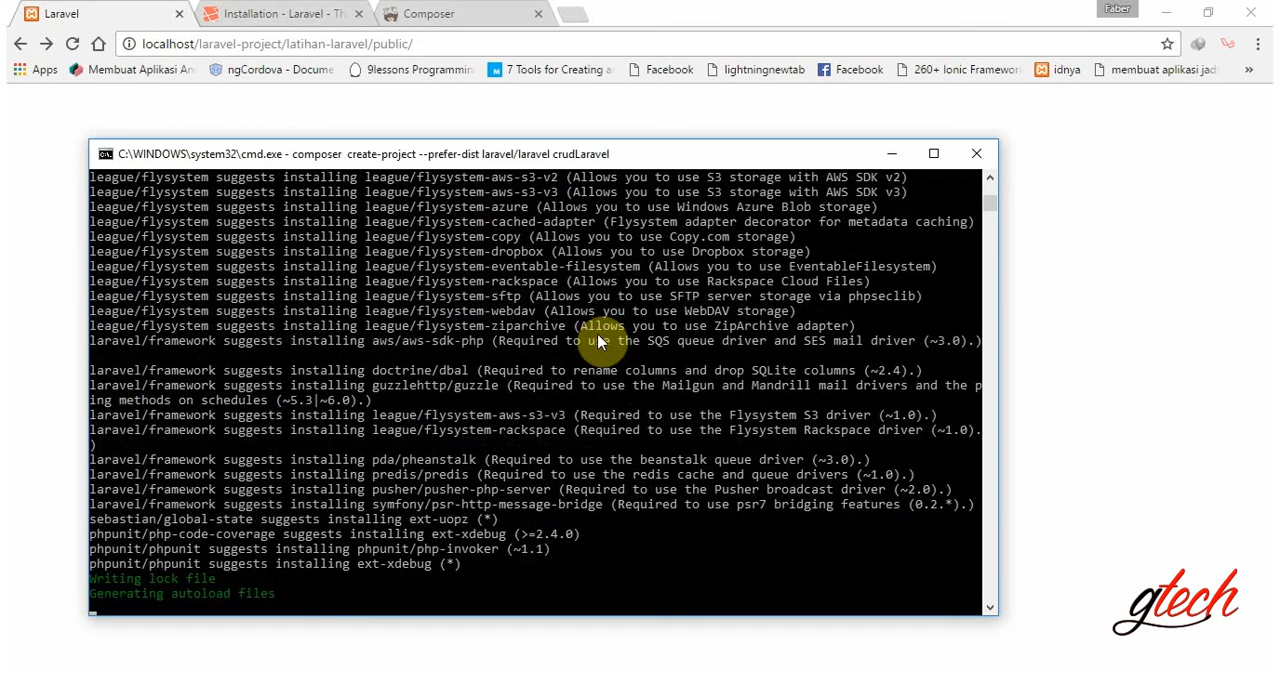 Laravel
Installation - Laravel - Th
Composer
Faber
localhost/laravel-project/latihan-laravel/public/
Apps
Membuat Aplikasi An
ngCordova - Docume
9lessons Programmin
7 Tools for Creating a
Facebook
lightningnewtab
Facebook
260+ Ionic Framewor
idnya
membuat aplikasi jad
»
C:\WINDOWS\system32\cmd.exe - composer  create-project --prefer-dist laravel/laravel crudLaravel
league/flysystem suggests installing league/flysystem-aws-s3-v2 (Allows you to use S3 storage with AWS SDK v2)
league/flysystem suggests installing league/flysystem-aws-s3-v3 (Allows you to use S3 storage with AWS SDK v3)
league/flysystem suggests installing league/flysystem-azure (Allows you to use Windows Azure Blob storage)
league/flysystem suggests installing league/flysystem-cached-adapter (Flysystem adapter decorator for metadata caching)
league/flysystem suggests installing league/flysystem-copy (Allows you to use Copy.com storage)
league/flysystem suggests installing league/flysystem-dropbox (Allows you to use Dropbox storage)
league/flysystem suggests installing league/flysystem-eventable-filesystem (Allows you to use EventableFilesystem)
league/flysystem suggests installing league/flysystem-rackspace (Allows you to use Rackspace Cloud Files)
league/flysystem suggests installing league/flysystem-sftp (Allows you to use SFTP server storage via phpseclib)
league/flysystem suggests installing league/flysystem-webdav (Allows you to use WebDAV storage)
league/flysystem suggests installing league/flysystem-ziparchive (Allows you to use ZipArchive adapter)
laravel/framework suggests installing aws/aws-sdk-php (Required to use the SQS queue driver and SES mail driver (~3.0).)
laravel/framework suggests installing doctrine/dbal (Required to rename columns and drop SQLite columns (~2.4).)
laravel/framework suggests installing guzzlehttp/guzzle (Required to use the Mailgun and Mandrill mail drivers and the p
ing methods on schedules (~5.3|~6.0).)
laravel/framework suggests installing league/flysystem-aws-s3-v3 (Required to use the Flysystem S3 driver (~1.0).)
laravel/framework suggests installing league/flysystem-rackspace (Required to use the Flysystem Rackspace driver (~1.0).
)
laravel/framework suggests installing pda/pheanstalk (Required to use the beanstalk queue driver (~3.0).)
laravel/framework suggests installing predis/predis (Required to use the redis cache and queue drivers (~1.0).)
laravel/framework suggests installing pusher/pusher-php-server (Required to use the Pusher broadcast driver (~2.0).)
laravel/framework suggests installing symfony/psr-http-message-bridge (Required to use psr7 bridging features (0.2.*).)
sebastian/global-state suggests installing ext-uopz (*)
phpunit/php-code-coverage suggests installing ext-xdebug (>=2.4.0)
phpunit/phpunit suggests installing phpunit/php-invoker (~1.1)
phpunit/phpunit suggests installing ext-xdebug (*)
Writing lock file
Generating autoload files
gtech